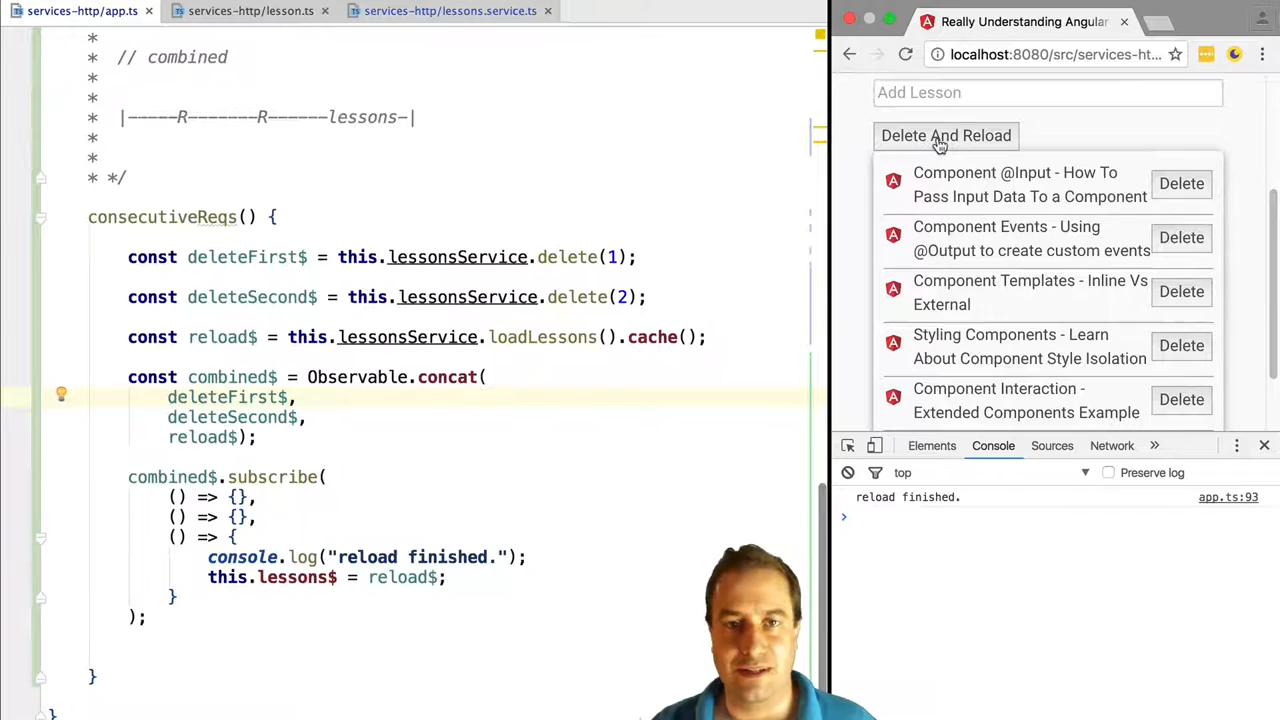 services-http/app.ts × services-http/lesson.ts × services-http/lessons.service.ts ×
*
* // combined
*
*
* |-----R-------R------lessons-|
*
*
* */
consecutiveReqs() {
const deleteFirst$ = this.lessonsService.delete(1);
const deleteSecond$ = this.lessonsService.delete(2);
const reload$ = this.lessonsService.loadLessons().cache();
const combined$ = Observable.concat(
deleteFirst$,
deleteSecond$,
reload$);
combined$.subscribe(
() => {},
() => {},
() => {
console.log("reload finished.");
this.lessons$ = reload$;
}
);
}
}
Really Understanding Angular ×
localhost:8080/src/services-ht...
Add Lesson
Delete And Reload
Component @Input - How To
Pass Input Data To a Component
Delete
Component Events - Using
@Output to create custom events
Delete
Component Templates - Inline Vs
External
Delete
Styling Components - Learn
About Component Style Isolation
Delete
Component Interaction -
Extended Components Example
Delete
Elements Console Sources Network »
top Preserve log
reload finished. app.ts:93